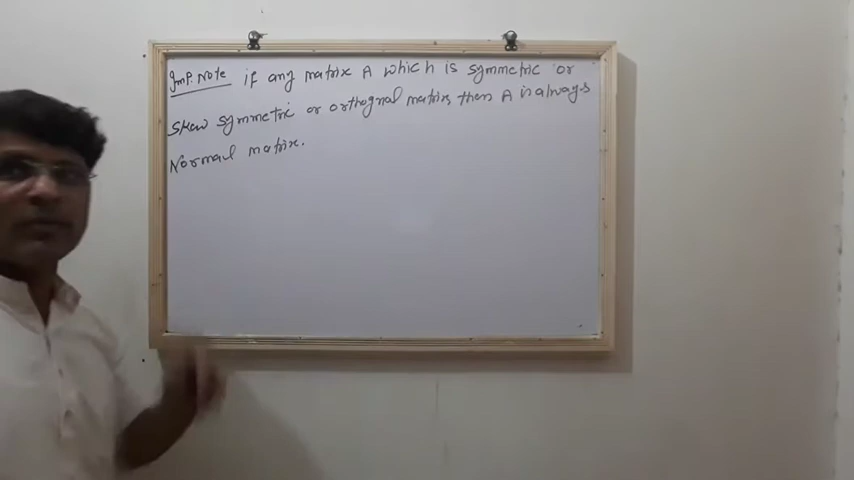 Imp. Note if any matrix A which is symmetric or
skew symmetric or orthognal matrix then A is always
Normal matrix.